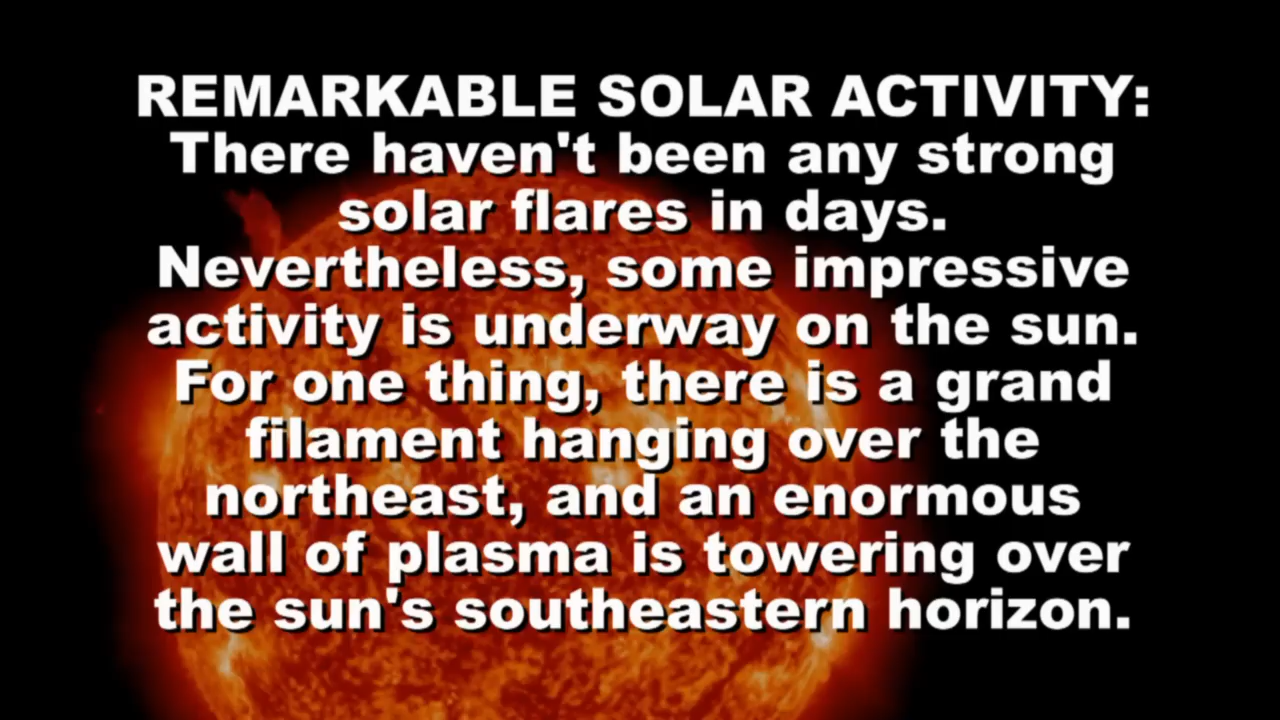 REMARKABLE SOLAR ACTIVITY:
There haven't been any strong
solar flares in days.
Nevertheless, some impressive
activity is underway on the sun.
For one thing, there is a grand
filament hanging over the
northeast, and an enormous
wall of plasma is towering over
the sun's southeastern horizon.